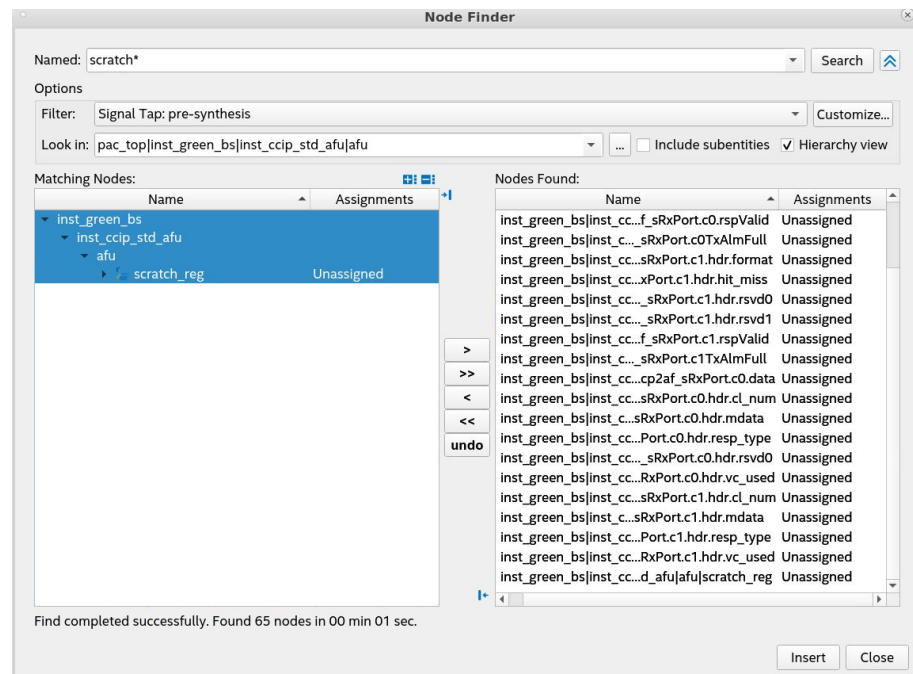 Node Finder
Named: scratch* Search
Options
Filter: Signal Tap: pre-synthesis Customize...
Look in: pac_top|inst_green_bs|inst_ccip_std_afu|afu ... Include subentities Hierarchy view
Matching Nodes:
Name Assignments
inst_green_bs
inst_ccip_std_afu
afu
scratch_reg Unassigned
>
>>
<
<<
undo
Nodes Found:
Name Assignments
inst_green_bs|inst_cc...f_sRxPort.c0.rspValid Unassigned
inst_green_bs|inst_cc..._sRxPort.c0TxAlmFull Unassigned
inst_green_bs|inst_cc...sRxPort.c1.hdr.format Unassigned
inst_green_bs|inst_cc...xPort.c1.hdr.hit_miss Unassigned
inst_green_bs|inst_cc..._sRxPort.c1.hdr.rsvd0 Unassigned
inst_green_bs|inst_cc..._sRxPort.c1.hdr.rsvd1 Unassigned
inst_green_bs|inst_cc...f_sRxPort.c1.rspValid Unassigned
inst_green_bs|inst_cc..._sRxPort.c1TxAlmFull Unassigned
inst_green_bs|inst_cc...cp2af_sRxPort.c0.data Unassigned
inst_green_bs|inst_cc...sRxPort.c0.hdr.cl_num Unassigned
inst_green_bs|inst_c...sRxPort.c0.hdr.mdata Unassigned
inst_green_bs|inst_cc...Port.c0.hdr.resp_type Unassigned
inst_green_bs|inst_cc..._sRxPort.c0.hdr.rsvd0 Unassigned
inst_green_bs|inst_cc...RxPort.c0.hdr.vc_used Unassigned
inst_green_bs|inst_cc...sRxPort.c1.hdr.cl_num Unassigned
inst_green_bs|inst_c...sRxPort.c1.hdr.mdata Unassigned
inst_green_bs|inst_cc...Port.c1.hdr.resp_type Unassigned
inst_green_bs|inst_cc...RxPort.c1.hdr.vc_used Unassigned
inst_green_bs|inst_cc...d_afu|afu|scratch_reg Unassigned
Find completed successfully. Found 65 nodes in 00 min 01 sec.
Insert Close